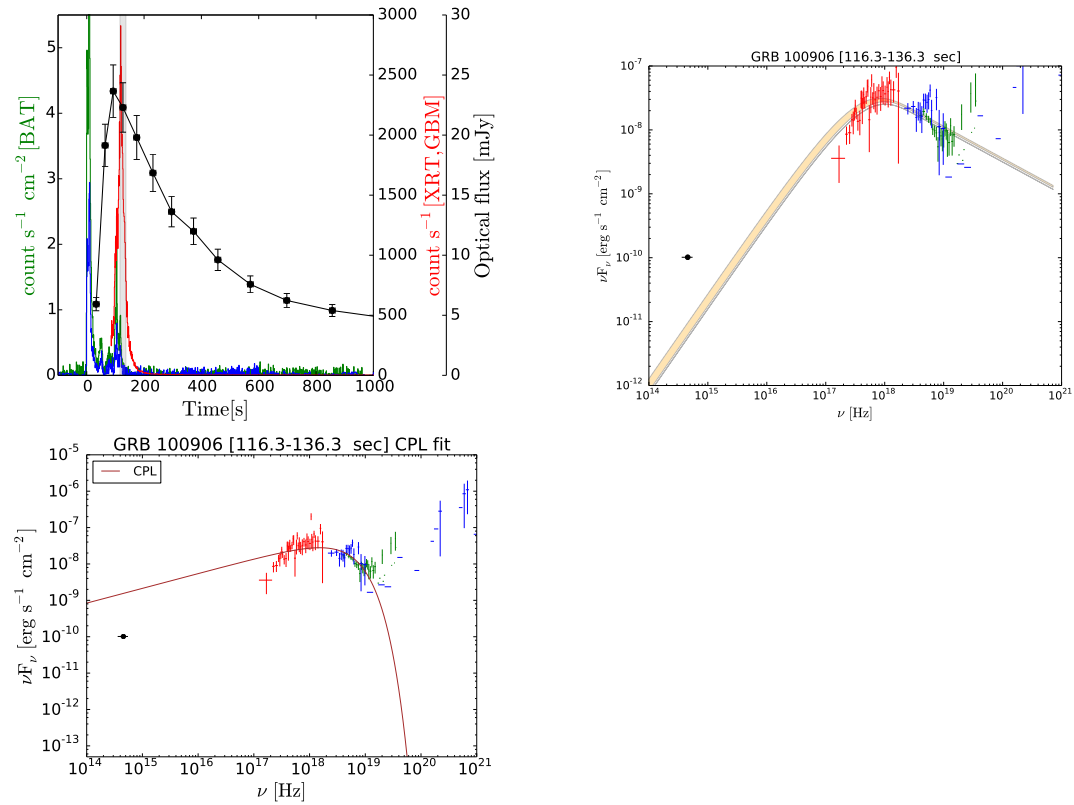 5
4
3
2
1
0
count s⁻¹ cm⁻² [BAT]
0 200 400 600 800 1000
Time[s]
3000
2500
2000
1500
1000
500
0
count s⁻¹ [XRT,GBM]
30
25
20
15
10
5
0
Optical flux [mJy]
GRB 100906 [116.3-136.3 sec]
10⁻⁷
10⁻⁸
10⁻⁹
10⁻¹⁰
10⁻¹¹
10⁻¹²
νFν [erg s⁻¹ cm⁻²]
10¹⁴ 10¹⁵ 10¹⁶ 10¹⁷ 10¹⁸ 10¹⁹ 10²⁰ 10²¹
ν [Hz]
GRB 100906 [116.3-136.3 sec] CPL fit
CPL
10⁻⁵
10⁻⁶
10⁻⁷
10⁻⁸
10⁻⁹
10⁻¹⁰
10⁻¹¹
10⁻¹²
10⁻¹³
νFν [erg s⁻¹ cm⁻²]
10¹⁴ 10¹⁵ 10¹⁶ 10¹⁷ 10¹⁸ 10¹⁹ 10²⁰ 10²¹
ν [Hz]